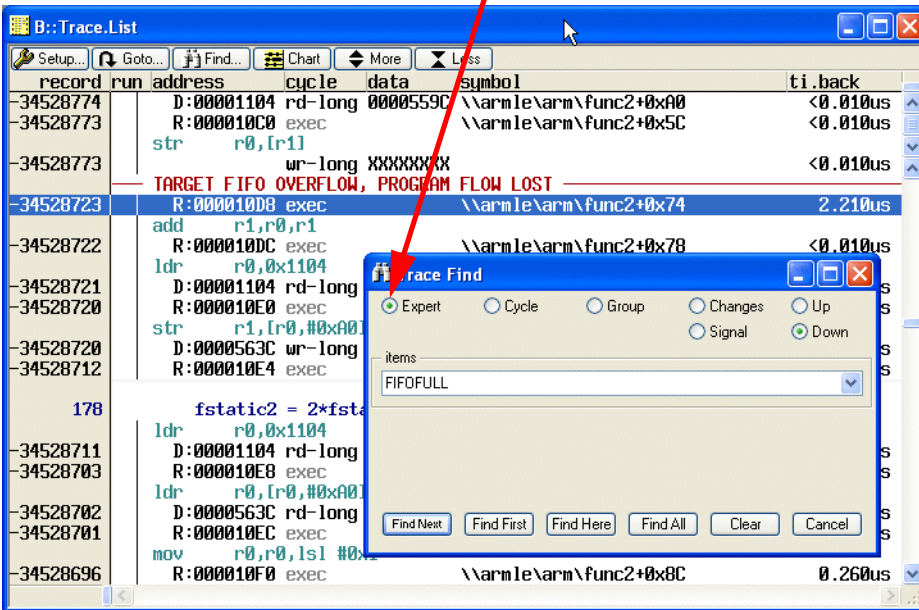 B::Trace.List
Setup... Goto... Find... Chart More Less
record run address cycle data symbol ti.back
-34528774 D:00001104 rd-long 0000559C \\armle\arm\func2+0xA0 <0.010us
-34528773 R:000010C0 exec \\armle\arm\func2+0x5C <0.010us
str r0,[r1]
-34528773 wr-long XXXXXXXX <0.010us
TARGET FIFO OVERFLOW, PROGRAM FLOW LOST
-34528723 R:000010D8 exec \\armle\arm\func2+0x74 2.210us
add r1,r0,r1
-34528722 R:000010DC exec \\armle\arm\func2+0x78 <0.010us
ldr r0,0x1104
-34528721 D:00001104 rd-long s
-34528720 R:000010E0 exec s
str r1,[r0,#0xA0]
-34528720 D:0000563C wr-long s
-34528712 R:000010E4 exec s
178 fstatic2 = 2*fsta
ldr r0,0x1104
-34528711 D:00001104 rd-long s
-34528703 R:000010E8 exec s
ldr r0,[r0,#0xA0]
-34528702 D:0000563C rd-long s
-34528701 R:000010EC exec s
mov r0,r0,lsl #0x1
-34528696 R:000010F0 exec \\armle\arm\func2+0x8C 0.260us
Trace Find
Expert Cycle Group Changes Up
Signal Down
items
FIFOFULL
Find Next Find First Find Here Find All Clear Cancel